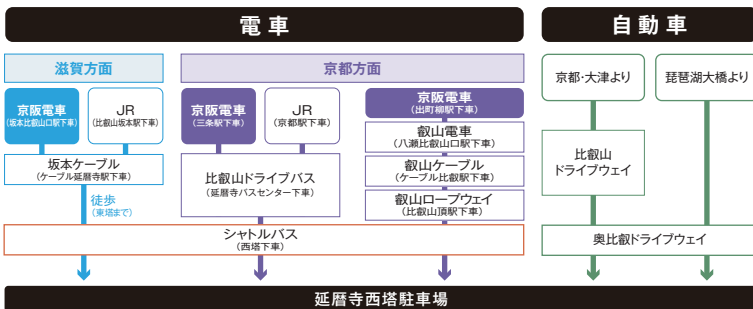 電車
自動車
滋賀方面
京都方面
京阪電車
(坂本比叡山口駅下車)
JR
(比叡山坂本駅下車)
京阪電車
(三条駅下車)
JR
(京都駅下車)
京阪電車
(出町柳駅下車)
京都・大津より
琵琶湖大橋より
坂本ケーブル
(ケーブル延暦寺駅下車)
比叡山ドライブバス
(延暦寺バスセンター下車)
叡山電車
(八瀬比叡山口駅下車)
叡山ケーブル
(ケーブル比叡駅下車)
叡山ロープウェイ
(比叡山頂駅下車)
比叡山
ドライブウェイ
徒歩
(東塔まで)
シャトルバス
(西塔下車)
奥比叡ドライブウェイ
延暦寺西塔駐車場